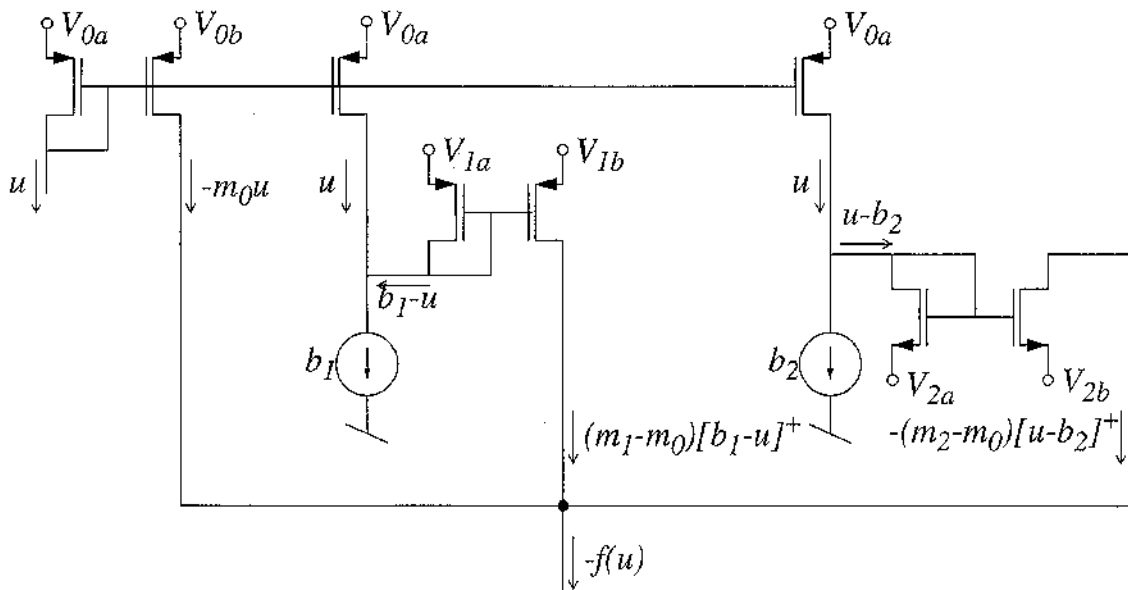 V0a
V0b
V0a
V0a
u
-m0u
u
V1a
V1b
u
u-b2
b1-u
b1
b2
V2a
V2b
(m1-m0)[b1-u]+
-(m2-m0)[u-b2]+
-f(u)